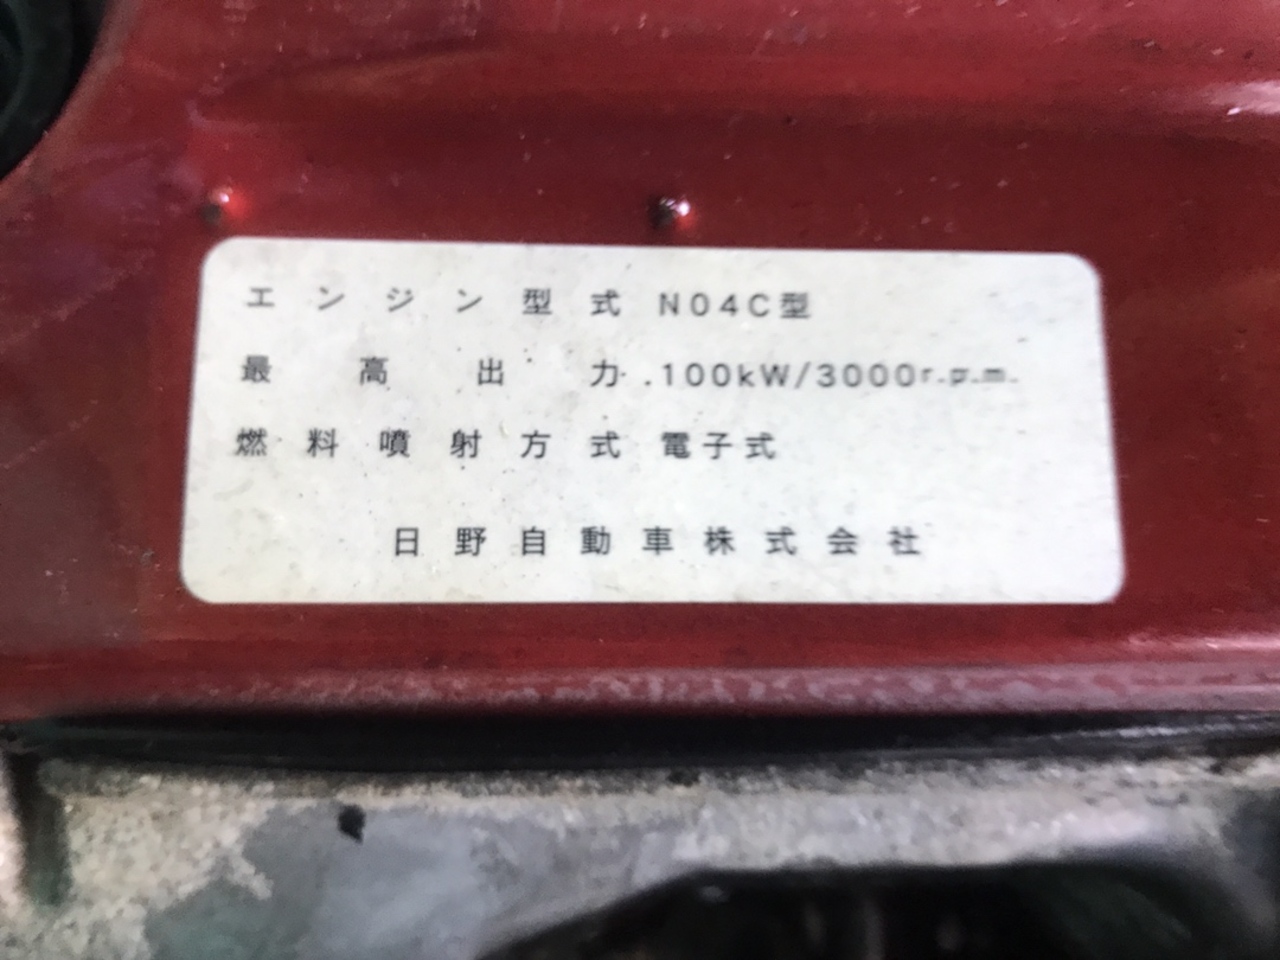 エンジン型式 N04C型
最高出力 100kW/3000r.p.m.
燃料噴射方式 電子式
日野自動車株式会社